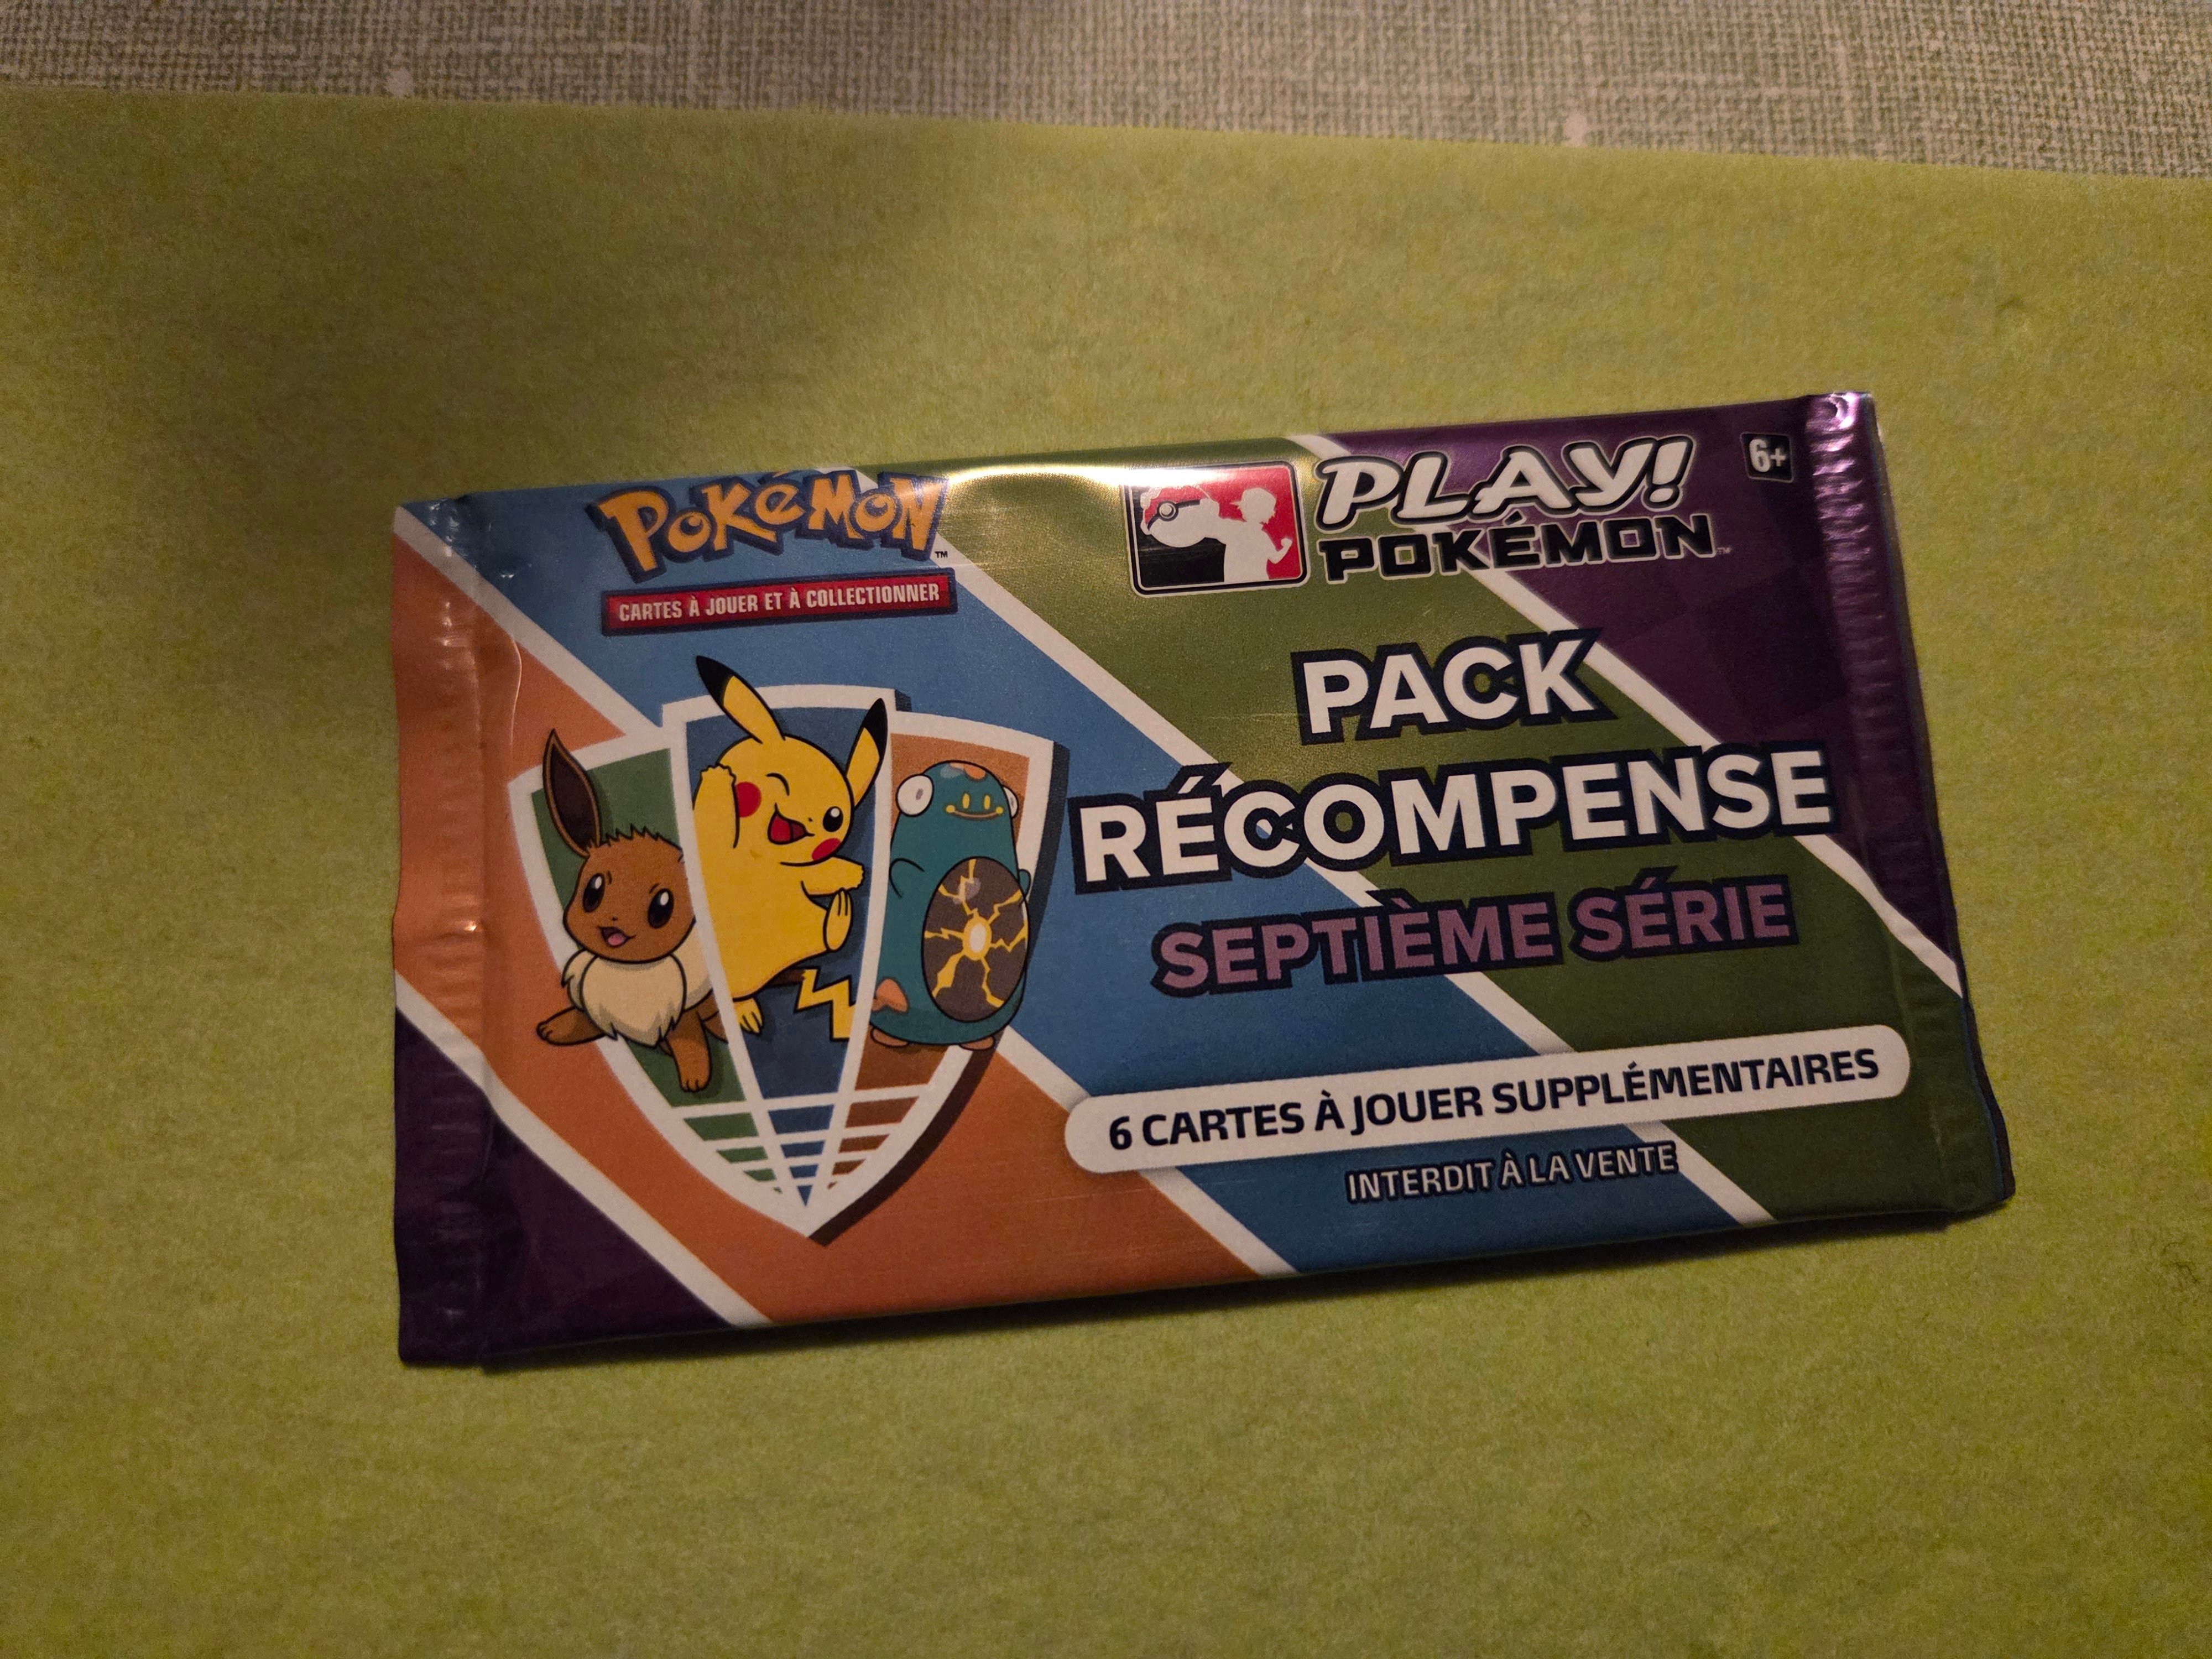 Pokémon
CARTES À JOUER ET À COLLECTIONNER
PLAY!
POKÉMON
6+
PACK
RÉCOMPENSE
SEPTIÈME SÉRIE
6 CARTES À JOUER SUPPLÉMENTAIRES
INTERDIT À LA VENTE